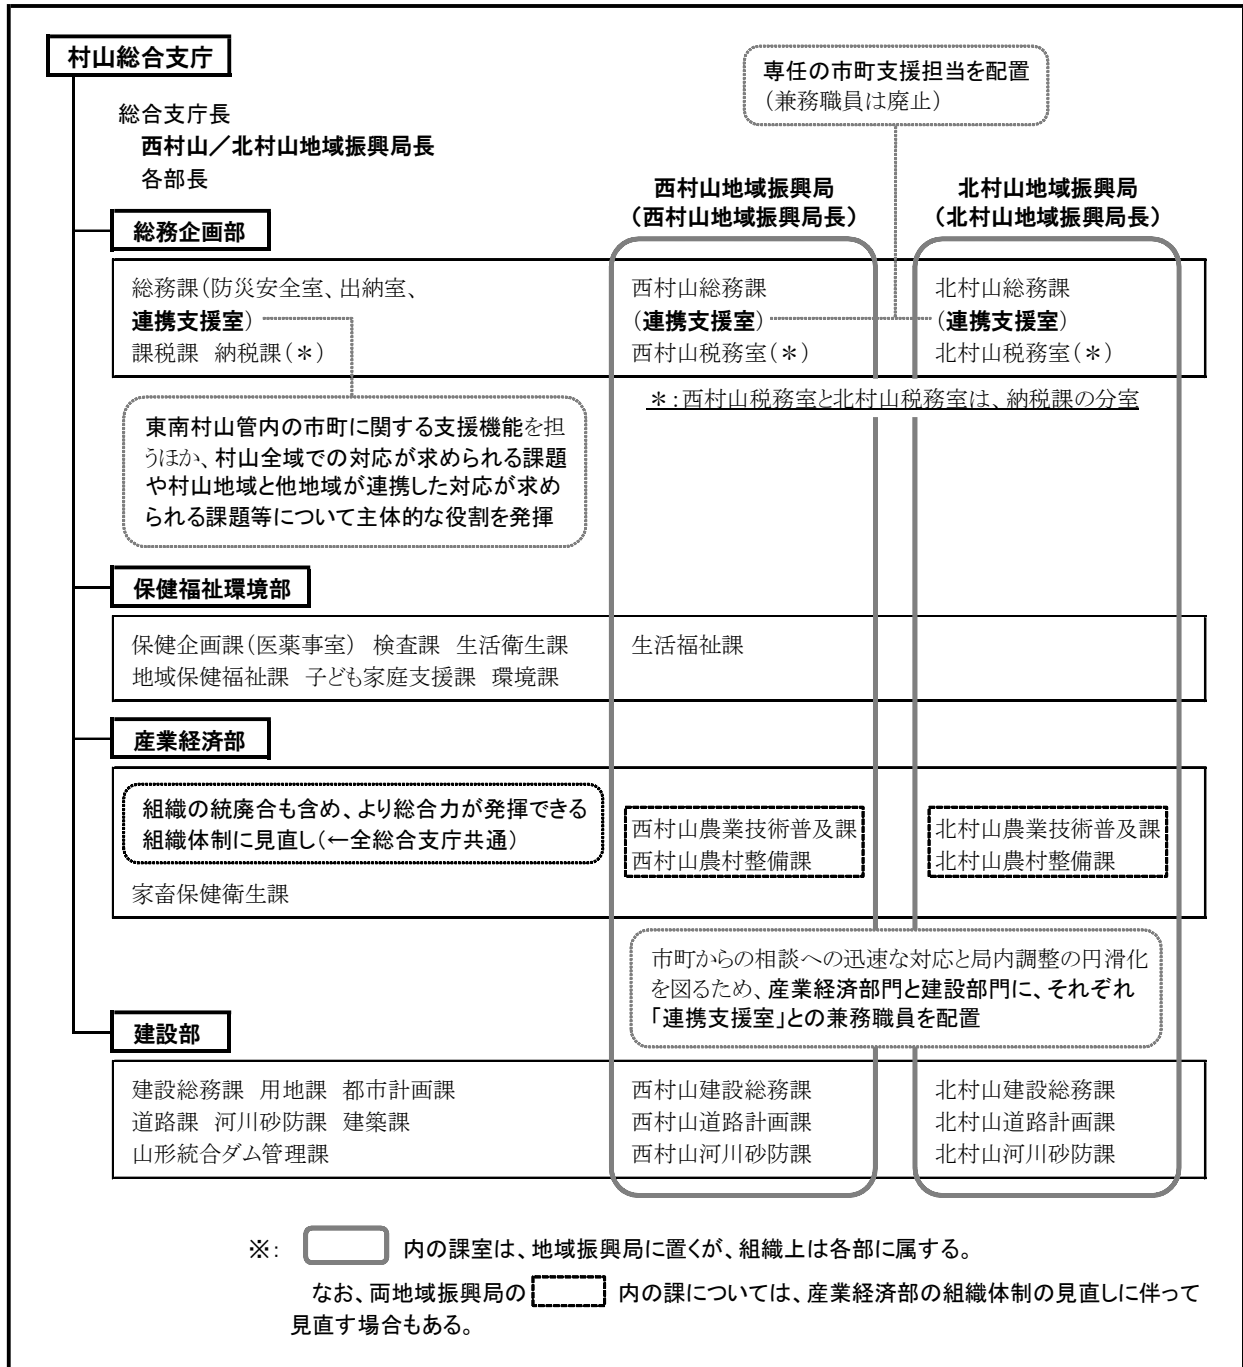 村山総合支庁
専任の市町支援担当を配置
（兼務職員は廃止）
総合支庁長
西村山／北村山地域振興局長
各部長
西村山地域振興局
（西村山地域振興局長）
北村山地域振興局
（北村山地域振興局長）
総務企画部
総務課（防災安全室、出納室、
連携支援室）
課税課 納税課（＊）
西村山総務課
（連携支援室）
西村山税務室（＊）
北村山総務課
（連携支援室）
北村山税務室（＊）
＊：西村山税務室と北村山税務室は、納税課の分室
東南村山管内の市町に関する支援機能を担
うほか、村山全域での対応が求められる課題
や村山地域と他地域が連携した対応が求め
られる課題等について主体的な役割を発揮
保健福祉環境部
保健企画課（医薬事室） 検査課 生活衛生課
地域保健福祉課 子ども家庭支援課 環境課
生活福祉課
産業経済部
組織の統廃合も含め、より総合力が発揮できる
組織体制に見直し（←全総合支庁共通）
家畜保健衛生課
西村山農業技術普及課
西村山農村整備課
北村山農業技術普及課
北村山農村整備課
市町からの相談への迅速な対応と局内調整の円滑化
を図るため、産業経済部門と建設部門に、それぞれ
「連携支援室」との兼務職員を配置
建設部
建設総務課 用地課 都市計画課
道路課 河川砂防課 建築課
山形統合ダム管理課
西村山建設総務課
西村山道路計画課
西村山河川砂防課
北村山建設総務課
北村山道路計画課
北村山河川砂防課
※： 内の課室は、地域振興局に置くが、組織上は各部に属する。
なお、両地域振興局の 内の課については、産業経済部の組織体制の見直しに伴って
見直す場合もある。